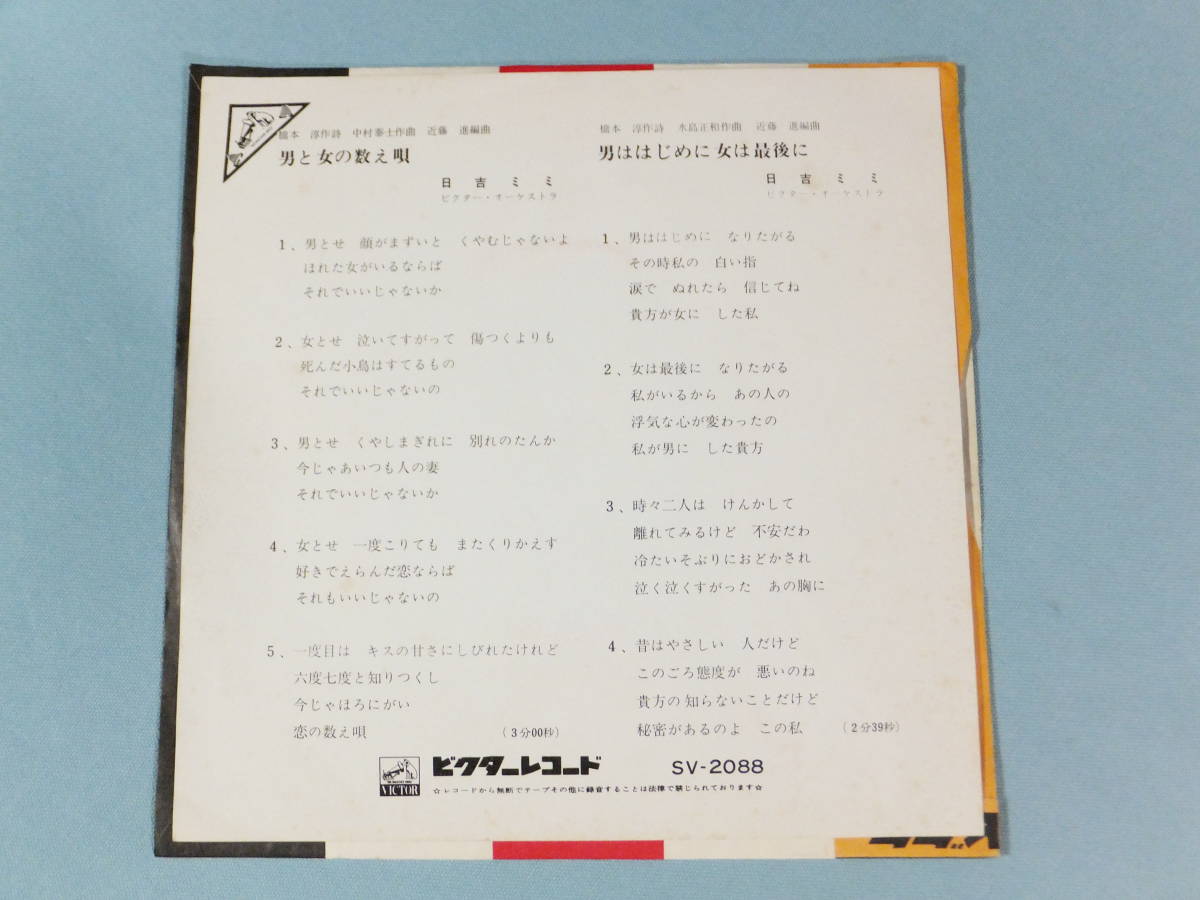 橋本　淳作詩　中村泰士作曲　近藤　進編曲
男と女の数え唄
日吉ミミ
ビクター・オーケストラ
1、男とせ　顔がまずいと　くやむじゃないよ
ほれた女がいるならば
それでいいじゃないか
2、女とせ　泣いてすがって　傷つくよりも
死んだ小鳥はすてるもの
それでいいじゃないの
3、男とせ　くやしまぎれに　別れのたんか
今じゃあいつも人の妻
それでいいじゃないか
4、女とせ　一度こりても　またくりかえす
好きでえらんだ恋ならば
それもいいじゃないの
5、一度目は　キスの甘さにしびれたけれど
六度七度と知りつくし
今じゃほろにがい
恋の数え唄　（3分00秒）
橋本　淳作詩　水島正和作曲　近藤　進編曲
男ははじめに女は最後に
日吉ミミ
ビクター・オーケストラ
1、男ははじめに　なりたがる
その時私の　白い指
涙で　ぬれたら　信じてね
貴方が女に　した私
2、女は最後に　なりたがる
私がいるから　あの人の
浮気な心が変わったの
私が男に　した貴方
3、時々二人は　けんかして
離れてみるけど　不安だわ
冷たいそぶりにおどかされ
泣く泣くすがった　あの胸に
4、昔はやさしい　人だけど
このごろ態度が　悪いのね
貴方の知らないことだけど
秘密があるのよ　この私　（2分39秒）
VICTOR
ビクターレコード　SV-2088
☆レコードから無断でテープその他に録音することは法律で禁じられております☆